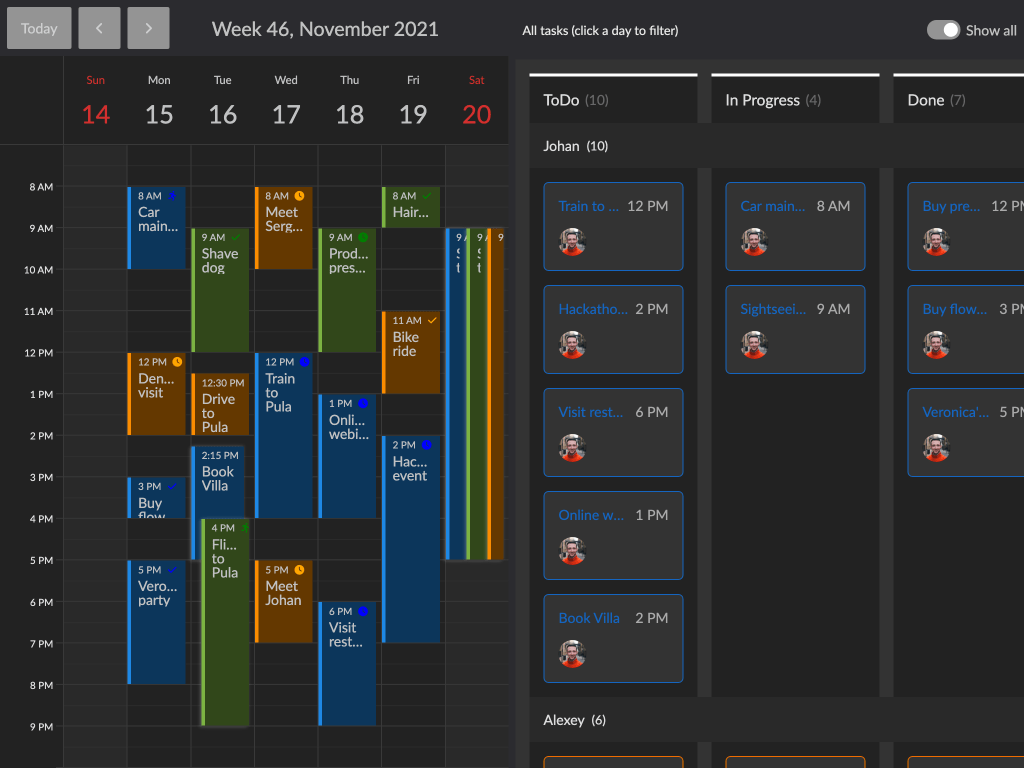 Today
Week 46, November 2021
All tasks (click a day to filter)
Show all
Sun
Mon
Tue
Wed
Thu
Fri
Sat
14
15
16
17
18
19
20
ToDo (10)
In Progress (4)
Done (7)
Johan (10)
8 AM
9 AM
10 AM
11 AM
12 PM
1 PM
2 PM
3 PM
4 PM
5 PM
6 PM
7 PM
8 PM
9 PM
8 AM
Car
main...
12 PM
Den...
visit
3 PM
Buy
flow...
5 PM
Vero...
party
9 AM
Shave
dog
12:30 PM
Drive
to
Pula
2:15 PM
Book
Villa
4 PM
Fli...
to
Pula
8 AM
Meet
Serg...
12 PM
Train
to
Pula
5 PM
Meet
Johan
9 AM
Prod...
pres...
1 PM
Onli...
webi...
6 PM
Visit
rest...
8 AM
Hair...
11 AM
Bike
ride
2 PM
Hac...
event
9
9
9
Train to ... 12 PM
Hackatho... 2 PM
Visit rest... 6 PM
Online w... 1 PM
Book Villa 2 PM
Car main... 8 AM
Sightseei... 9 AM
Buy pre... 12 PM
Buy flow... 3 PM
Veronica'... 5 PM
Alexey (6)